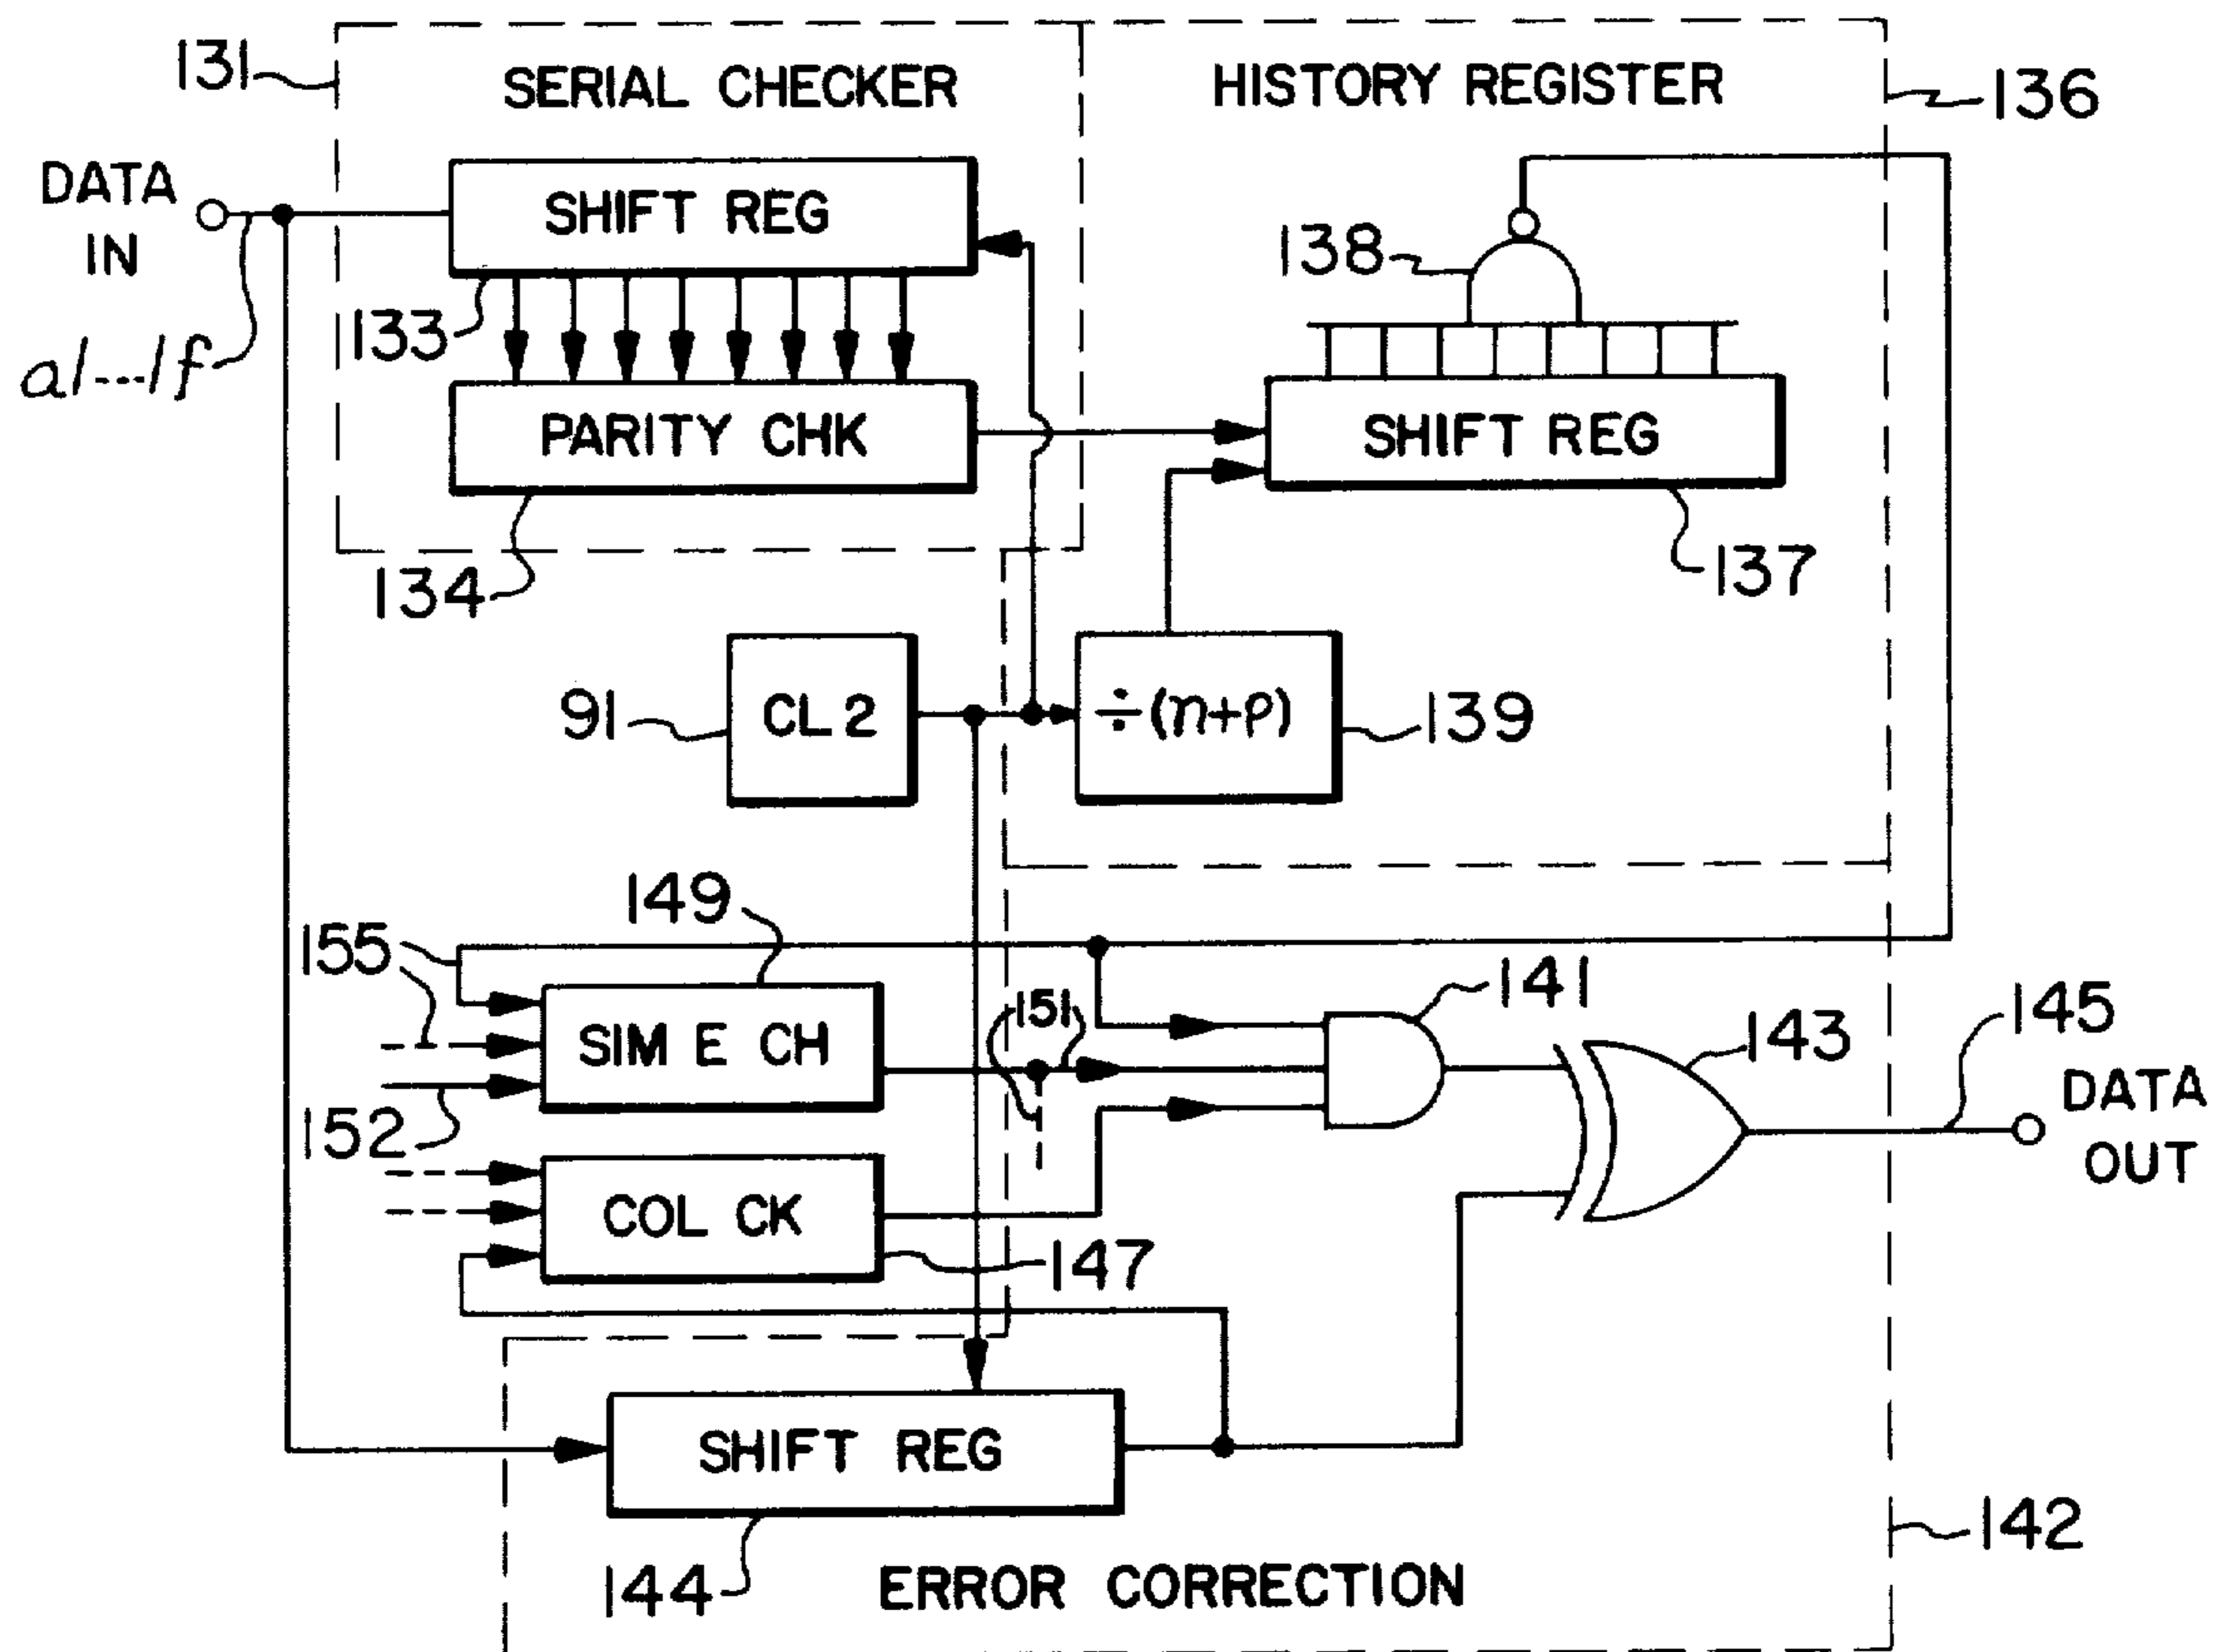 131
SERIAL CHECKER
HISTORY REGISTER
136
DATA
IN
SHIFT REG
138
133
a1---1f
PARITY CHK
SHIFT REG
134
137
91
CL 2
÷(n+p)
139
149
155
151
141
SIM E CH
143
145
152
DATA
OUT
COL CK
147
SHIFT REG
142
144
ERROR CORRECTION